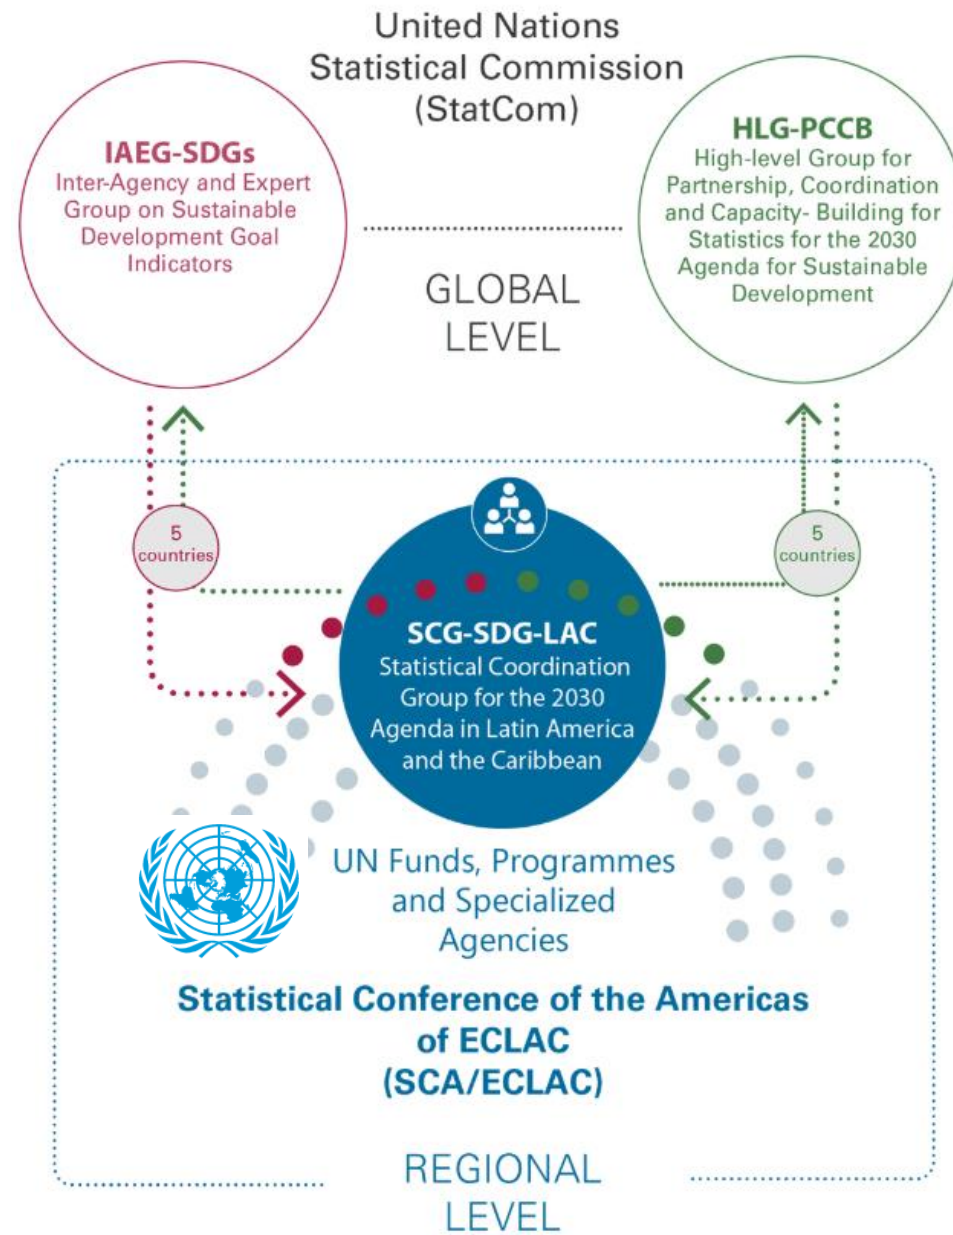 United Nations
Statistical Commission
(StatCom)
IAEG-SDGs
Inter-Agency and Expert
Group on Sustainable
Development Goal
Indicators
HLG-PCCB
High-level Group for
Partnership, Coordination
and Capacity- Building for
Statistics for the 2030
Agenda for Sustainable
Development
GLOBAL
LEVEL
5
countries
5
countries
SCG-SDG-LAC
Statistical Coordination
Group for the 2030
Agenda in Latin America
and the Caribbean
UN Funds, Programmes
and Specialized
Agencies
Statistical Conference of the Americas
of ECLAC
(SCA/ECLAC)
REGIONAL
LEVEL